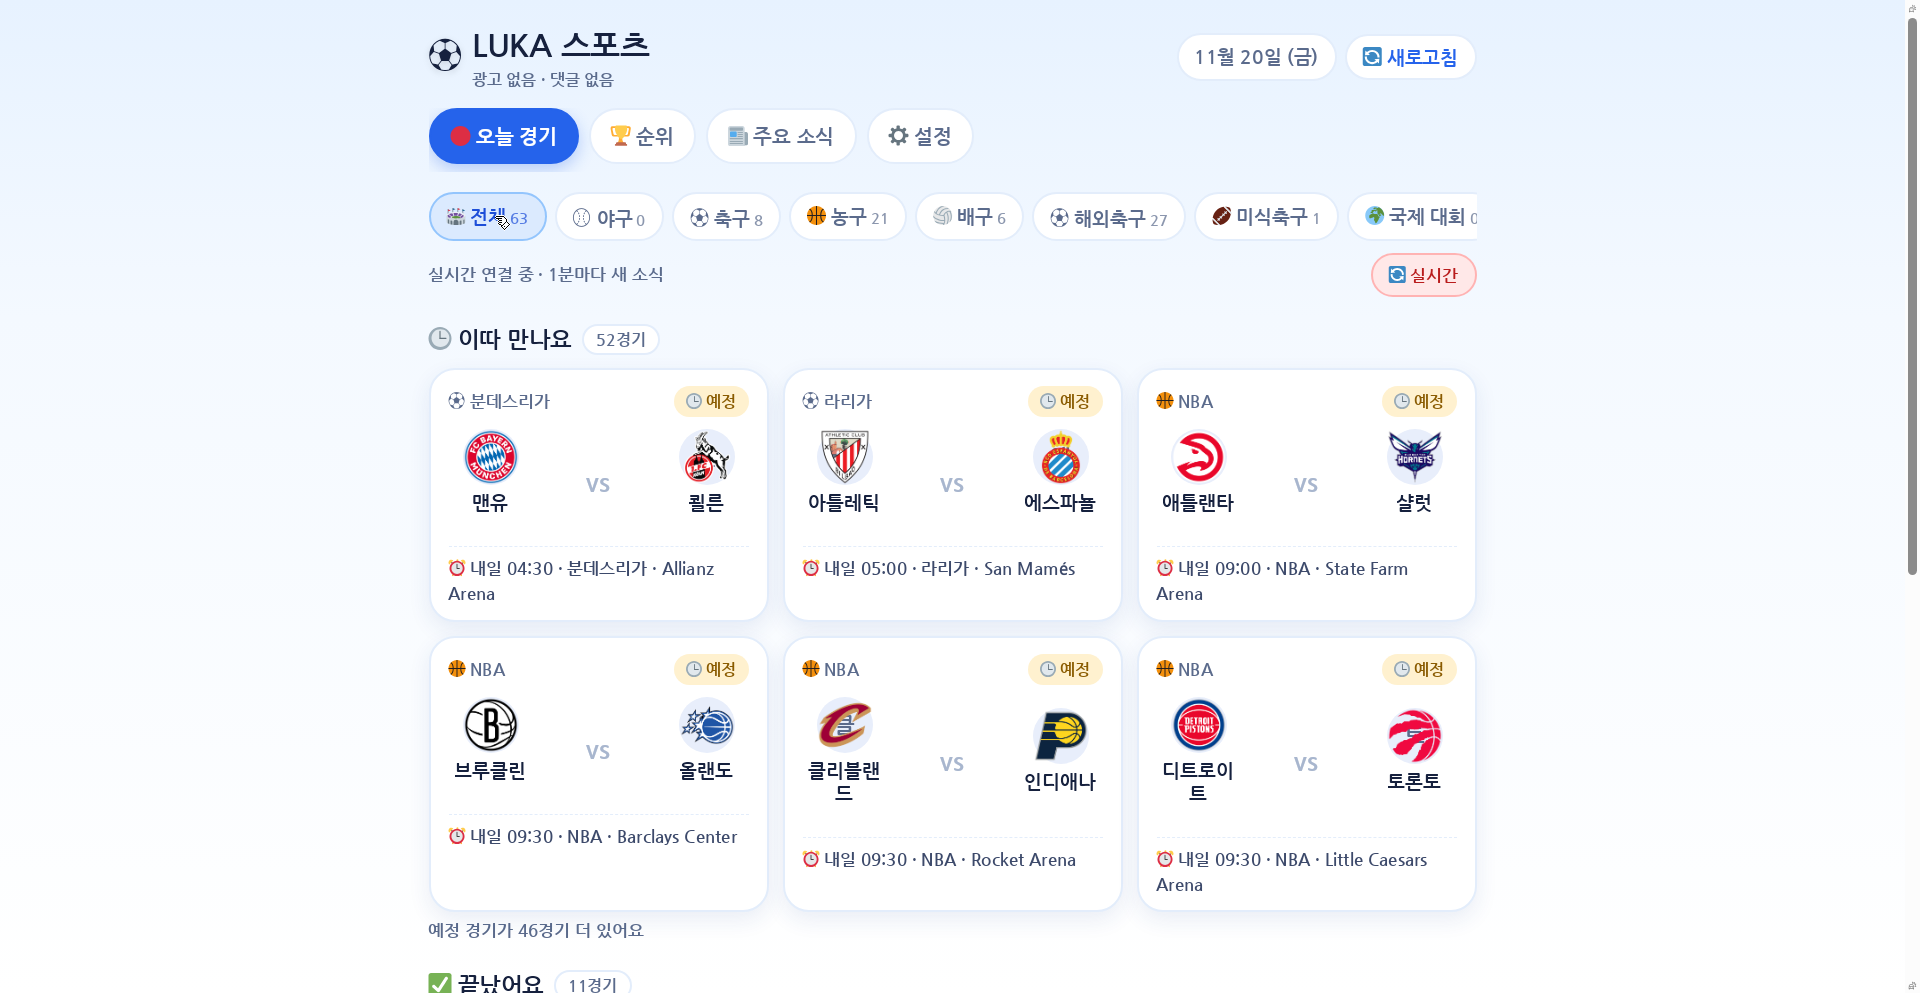 LUKA 스포츠
광고 없음 · 댓글 없음
11월 20일 (금)
새로고침
오늘 경기
순위
주요 소식
설정
전체 63
야구 0
축구 8
농구 21
배구 6
해외축구 27
미식축구 1
국제 대회 0
실시간 연결 중 · 1분마다 새 소식
실시간
이따 만나요
52경기
분데스리가
예정
FC BAYERN MÜNCHEN
맨유
VS
쾰른
내일 04:30 · 분데스리가 · Allianz
Arena
라리가
예정
ATHLETIC CLUB
BILBAO
아틀레틱
VS
에스파뇰
내일 05:00 · 라리가 · San Mamés
NBA
예정
애틀랜타
VS
HORNETS
샬럿
내일 09:00 · NBA · State Farm
Arena
NBA
예정
B
브루클린
VS
올랜도
내일 09:30 · NBA · Barclays Center
NBA
예정
클리블랜
드
VS
인디애나
내일 09:30 · NBA · Rocket Arena
NBA
예정
DETROIT
PISTONS
디트로이
트
VS
토론토
내일 09:30 · NBA · Little Caesars
Arena
예정 경기가 46경기 더 있어요
끝났어요
11경기